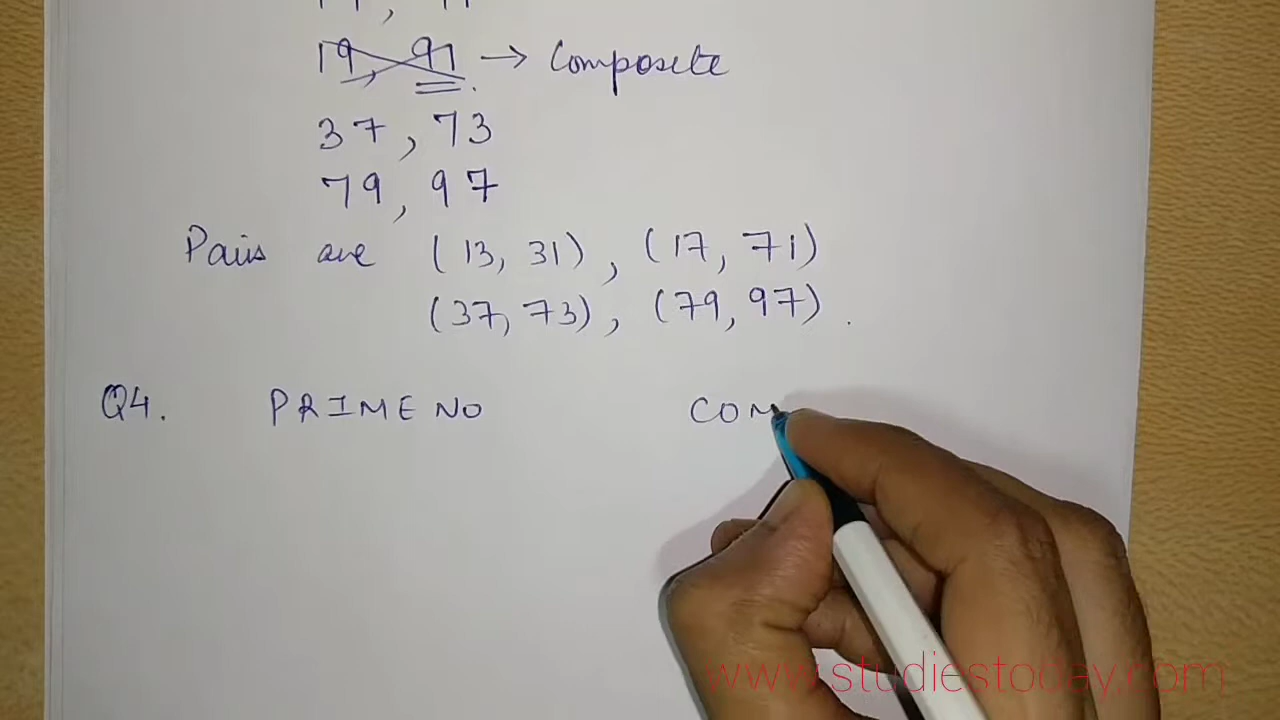 19, 91 → Composite
37, 73
79, 97
Pairs are (13, 31), (17, 71)
(37, 73), (79, 97).
Q4. PRIME NO COM
www.studiestoday.com